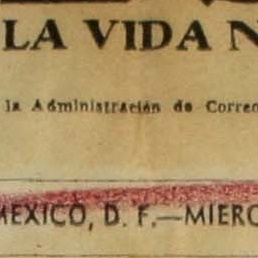 LA VIDA N
la Administración de Correo
MEXICO, D. F.—MIERC